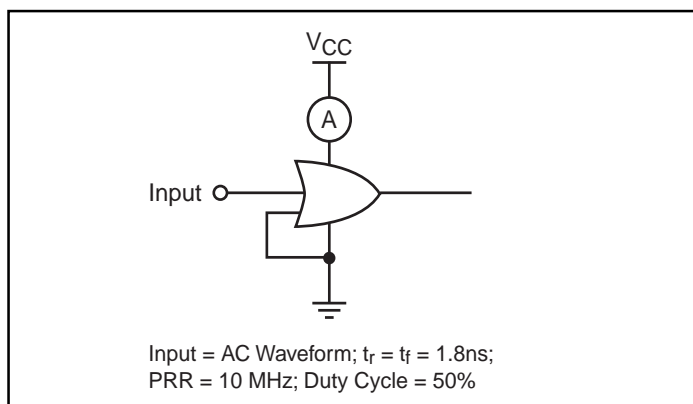 VCC
A
Input
Input = AC Waveform; tr = tf = 1.8ns;
PRR = 10 MHz; Duty Cycle = 50%